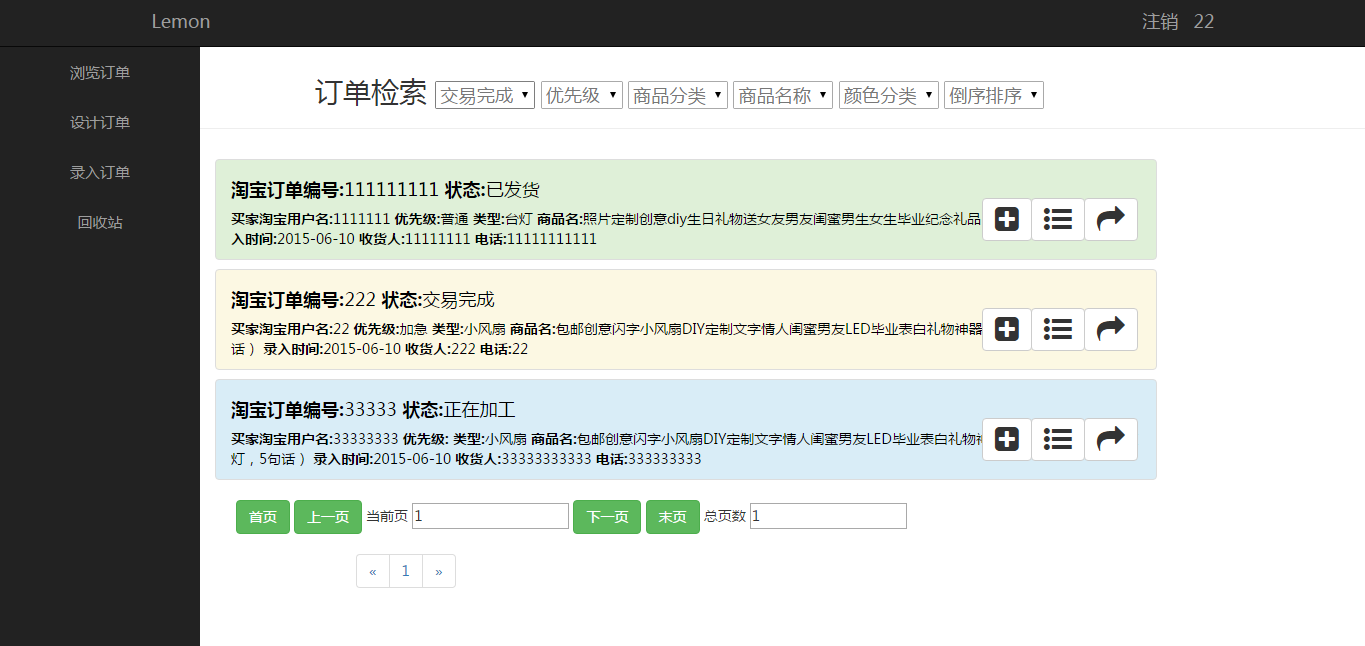 Lemon 注销 22
浏览订单
设计订单
录入订单
回收站
订单检索 交易完成 优先级 商品分类 商品名称 颜色分类 倒序排序
淘宝订单编号:111111111 状态:已发货
买家淘宝用户名:1111111 优先级:普通 类型:台灯 商品名:照片定制创意diy生日礼物送女友男友闺蜜男生女生毕业纪念礼品
入时间:2015-06-10 收货人:11111111 电话:11111111111
淘宝订单编号:222 状态:交易完成
买家淘宝用户名:22 优先级:加急 类型:小风扇 商品名:包邮创意闪字小风扇DIY定制文字情人闺蜜男友LED毕业表白礼物神器
话） 录入时间:2015-06-10 收货人:222 电话:22
淘宝订单编号:33333 状态:正在加工
买家淘宝用户名:33333333 优先级: 类型:小风扇 商品名:包邮创意闪字小风扇DIY定制文字情人闺蜜男友LED毕业表白礼物
灯，5句话） 录入时间:2015-06-10 收货人:33333333333 电话:333333333
首页 上一页 当前页 1 下一页 末页 总页数 1
« 1 »